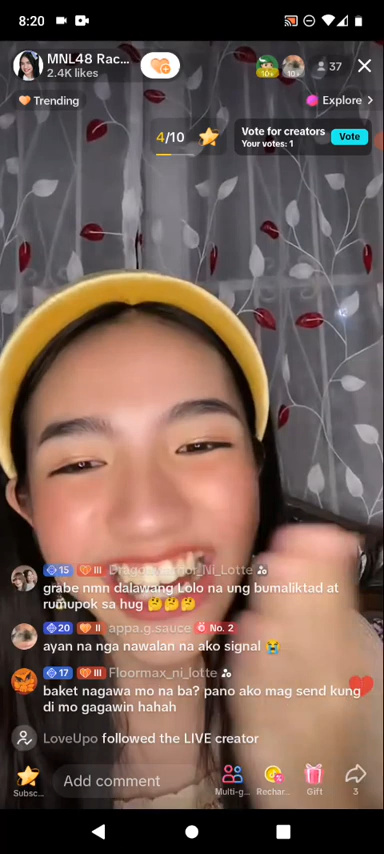 8:20
MNL48 Rac...
2.4K likes
10+
10+
37
Trending
Explore >
4/10
Vote for creators
Your votes: 1
Vote
15 III Ni_Lotte
grabe nmn dalawang Lolo na ung bumaliktad at
rumupok sa hug 🤔🤔🤔
20 II appa.g.sauce No. 2
ayan na nga nawalan na ako signal 😭
17 III Floormax_ni_lotte
baket nagawa mo na ba? pano ako mag send kung
di mo gagawin hahah
LoveUpo followed the LIVE creator
Subsc...
Add comment
Multi-g...
Rechar...
Gift
3